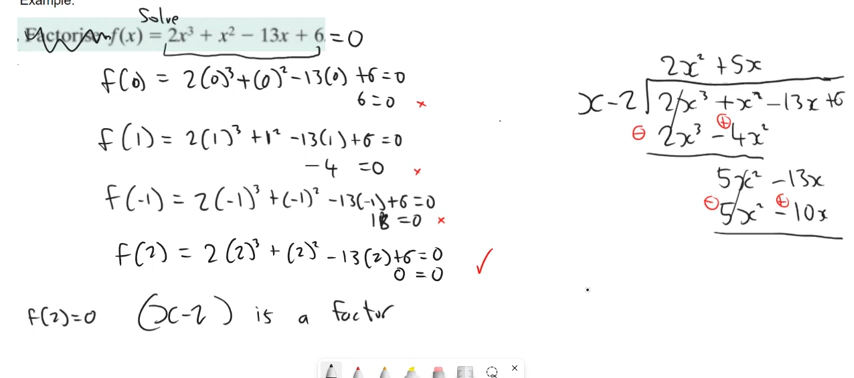 Example:
Solve
Factorise f(x) = 2x³ + x² − 13x + 6 = 0
f(0) = 2(0)³ + (0)² − 13(0) + 6 = 0
6 = 0 ×
f(1) = 2(1)³ + 1² − 13(1) + 6 = 0
−4 = 0 ×
f(-1) = 2(-1)³ + (-1)² − 13(-1) + 6 = 0
18 = 0 ×
f(2) = 2(2)³ + (2)² − 13(2) + 6 = 0
0 = 0 ✓
f(2)=0 (x-2) is a factor
2x² + 5x
x-2 2x³ + x² − 13x + 6
⊖ 2x³ − ⊕ 4x²
5x² − 13x
⊖ 5x² − ⊕ 10x